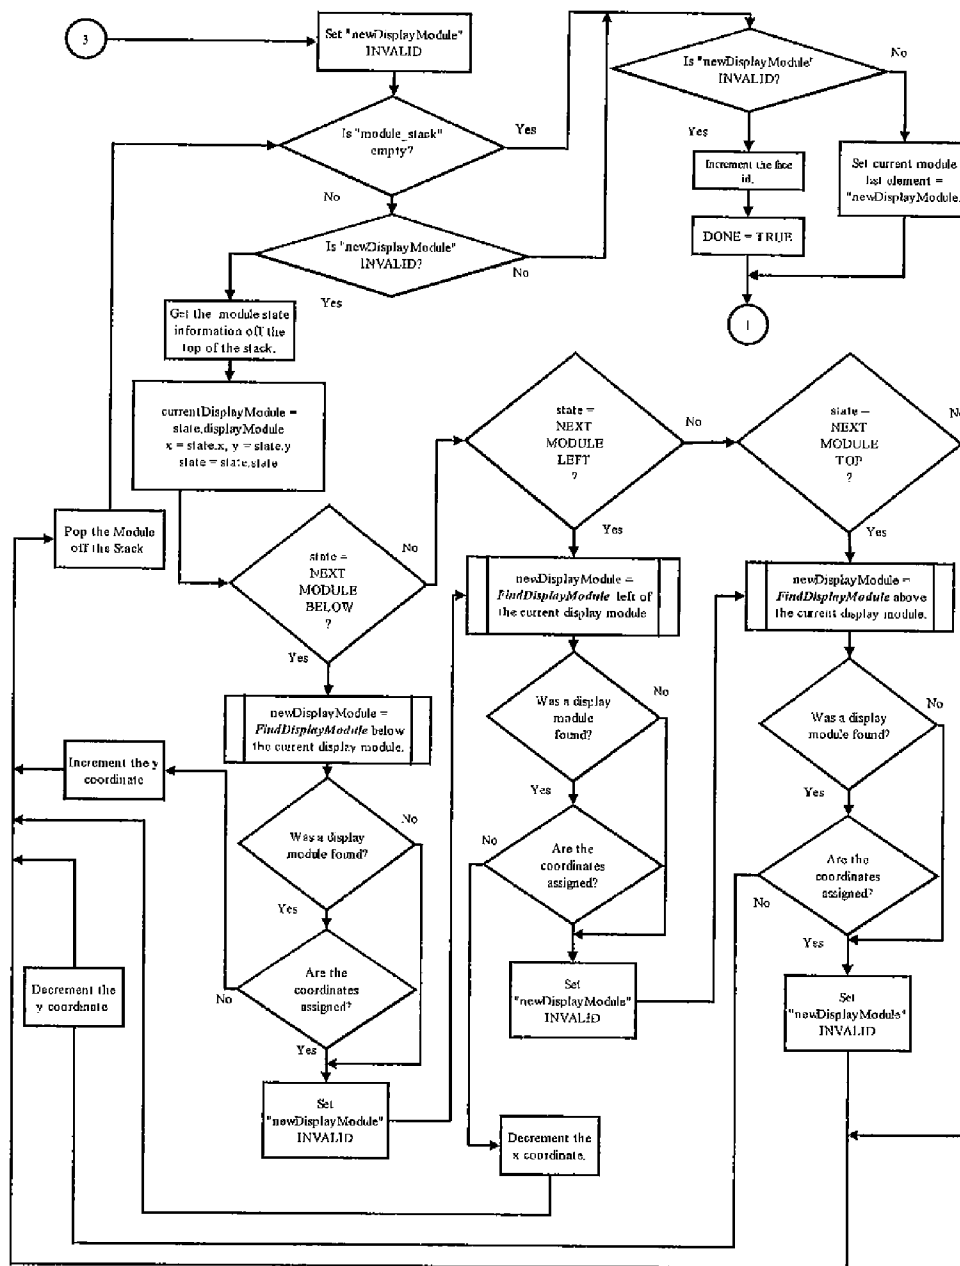 3
Set "newDisplayModule"
INVALID
Is "module_stack"
empty?
Yes
No
Is "newDisplayModule"
INVALID?
No
Yes
Is "newDisplayModule"
INVALID?
No
Yes
Increment the face
id.
DONE = TRUE
Set current module
last element =
"newDisplayModule.
1
Get the module state
information off the
top of the stack.
currentDisplayModule =
state.displayModule
x = state.x, y = state.y
state = state.state
Pop the Module
off the Stack
state =
NEXT
MODULE
BELOW
?
No
Yes
newDisplayModule =
FindDisplayModule below
the current display module.
Was a display
module found?
No
Yes
Are the
coordinates
assigned?
No
Yes
Set
"newDisplayModule"
INVALID
Increment the y
coordinate
Decrement the
y coordinate
state =
NEXT
MODULE
LEFT
?
No
Yes
newDisplayModule =
FindDisplayModule left of
the current display module
Was a display
module
found?
No
Yes
Are the
coordinates
assigned?
No
Set
"newDisplayModule"
INVALID
Decrement the
x coordinate.
state =
NEXT
MODULE
TOP
?
No
Yes
newDisplayModule =
FindDisplayModule above
the current display module.
Was a display
module found?
No
Yes
Are the
coordinates
assigned?
No
Yes
Set
"newDisplayModule"
INVALID